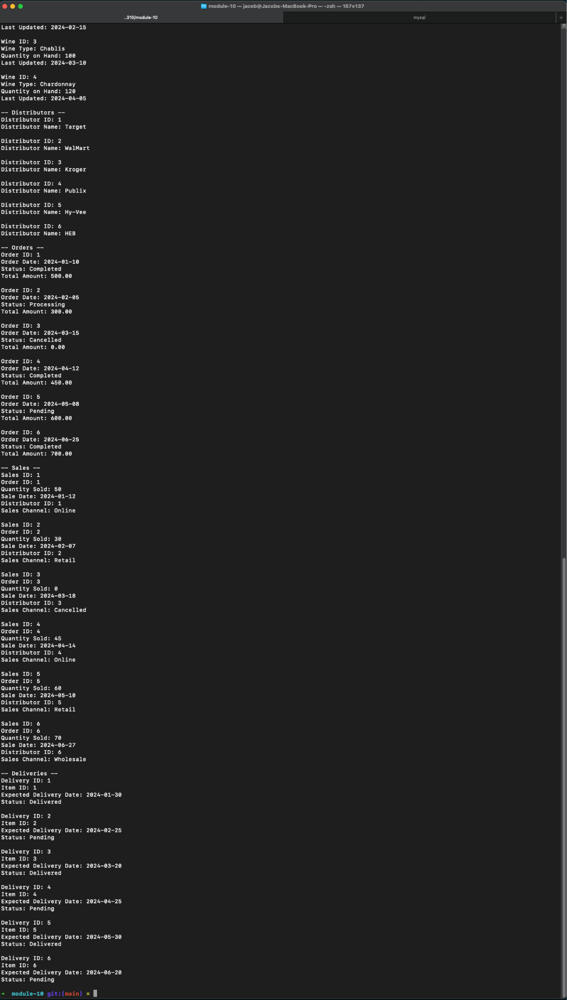 module-10 — jacob@Jacobs-MacBook-Pro — -zsh — 157×137
..310/module-10
mysql
+
Last Updated: 2024-02-15
Wine ID: 3
Wine Type: Chablis
Quantity on Hand: 100
Last Updated: 2024-03-10
Wine ID: 4
Wine Type: Chardonnay
Quantity on Hand: 120
Last Updated: 2024-04-05
-- Distributors --
Distributor ID: 1
Distributor Name: Target
Distributor ID: 2
Distributor Name: WalMart
Distributor ID: 3
Distributor Name: Kroger
Distributor ID: 4
Distributor Name: Publix
Distributor ID: 5
Distributor Name: Hy-Vee
Distributor ID: 6
Distributor Name: HEB
-- Orders --
Order ID: 1
Order Date: 2024-01-10
Status: Completed
Total Amount: 500.00
Order ID: 2
Order Date: 2024-02-05
Status: Processing
Total Amount: 300.00
Order ID: 3
Order Date: 2024-03-15
Status: Cancelled
Total Amount: 0.00
Order ID: 4
Order Date: 2024-04-12
Status: Completed
Total Amount: 450.00
Order ID: 5
Order Date: 2024-05-08
Status: Pending
Total Amount: 600.00
Order ID: 6
Order Date: 2024-06-25
Status: Completed
Total Amount: 700.00
-- Sales --
Sales ID: 1
Order ID: 1
Quantity Sold: 50
Sale Date: 2024-01-12
Distributor ID: 1
Sales Channel: Online
Sales ID: 2
Order ID: 2
Quantity Sold: 30
Sale Date: 2024-02-07
Distributor ID: 2
Sales Channel: Retail
Sales ID: 3
Order ID: 3
Quantity Sold: 0
Sale Date: 2024-03-18
Distributor ID: 3
Sales Channel: Cancelled
Sales ID: 4
Order ID: 4
Quantity Sold: 45
Sale Date: 2024-04-14
Distributor ID: 4
Sales Channel: Online
Sales ID: 5
Order ID: 5
Quantity Sold: 60
Sale Date: 2024-05-10
Distributor ID: 5
Sales Channel: Retail
Sales ID: 6
Order ID: 6
Quantity Sold: 70
Sale Date: 2024-06-27
Distributor ID: 6
Sales Channel: Wholesale
-- Deliveries --
Delivery ID: 1
Item ID: 1
Expected Delivery Date: 2024-01-30
Status: Delivered
Delivery ID: 2
Item ID: 2
Expected Delivery Date: 2024-02-25
Status: Pending
Delivery ID: 3
Item ID: 3
Expected Delivery Date: 2024-03-20
Status: Delivered
Delivery ID: 4
Item ID: 4
Expected Delivery Date: 2024-04-25
Status: Pending
Delivery ID: 5
Item ID: 5
Expected Delivery Date: 2024-05-30
Status: Delivered
Delivery ID: 6
Item ID: 6
Expected Delivery Date: 2024-06-20
Status: Pending
→ module-10 git:(main) ×